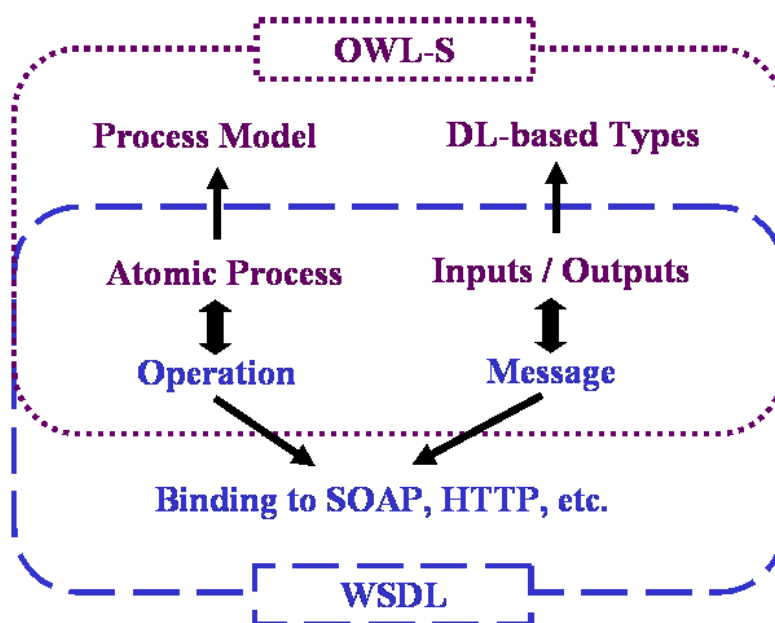 OWL-S
Process Model DL-based Types
Atomic Process Inputs / Outputs
Operation Message
Binding to SOAP, HTTP, etc.
WSDL